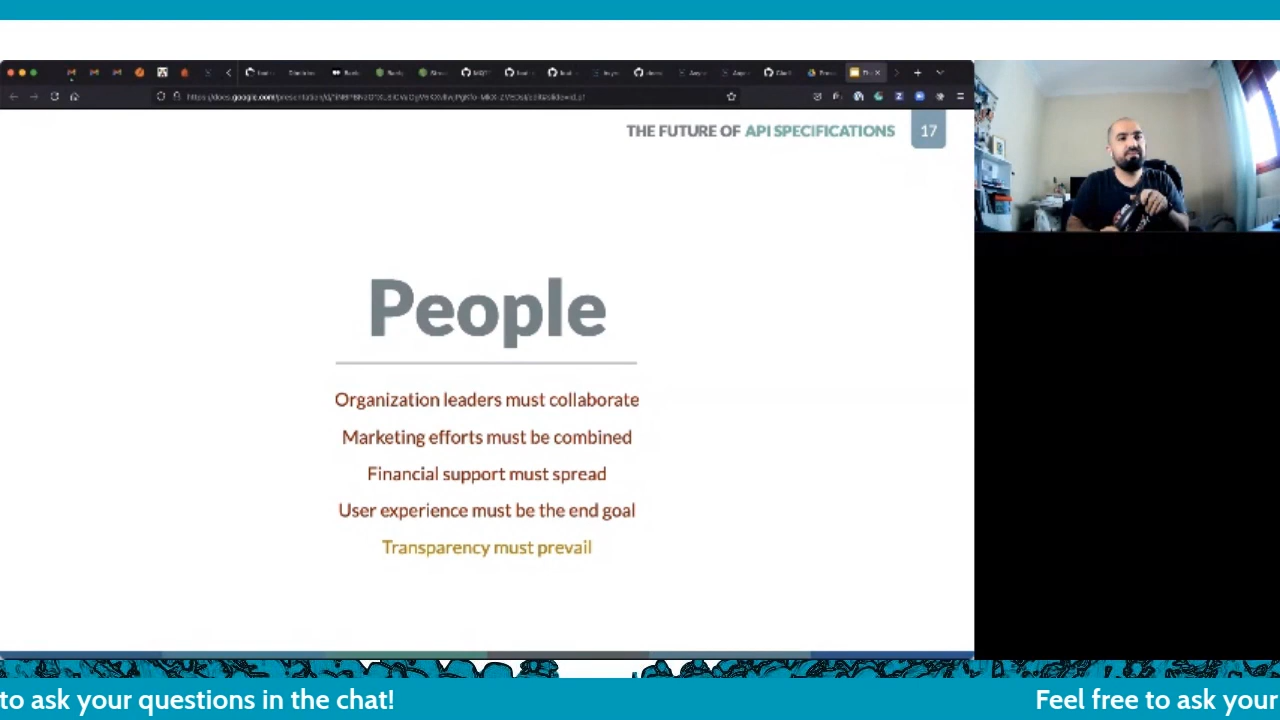 THE FUTURE OF API SPECIFICATIONS 17
People
Organization leaders must collaborate
Marketing efforts must be combined
Financial support must spread
User experience must be the end goal
Transparency must prevail
to ask your questions in the chat!
Feel free to ask your